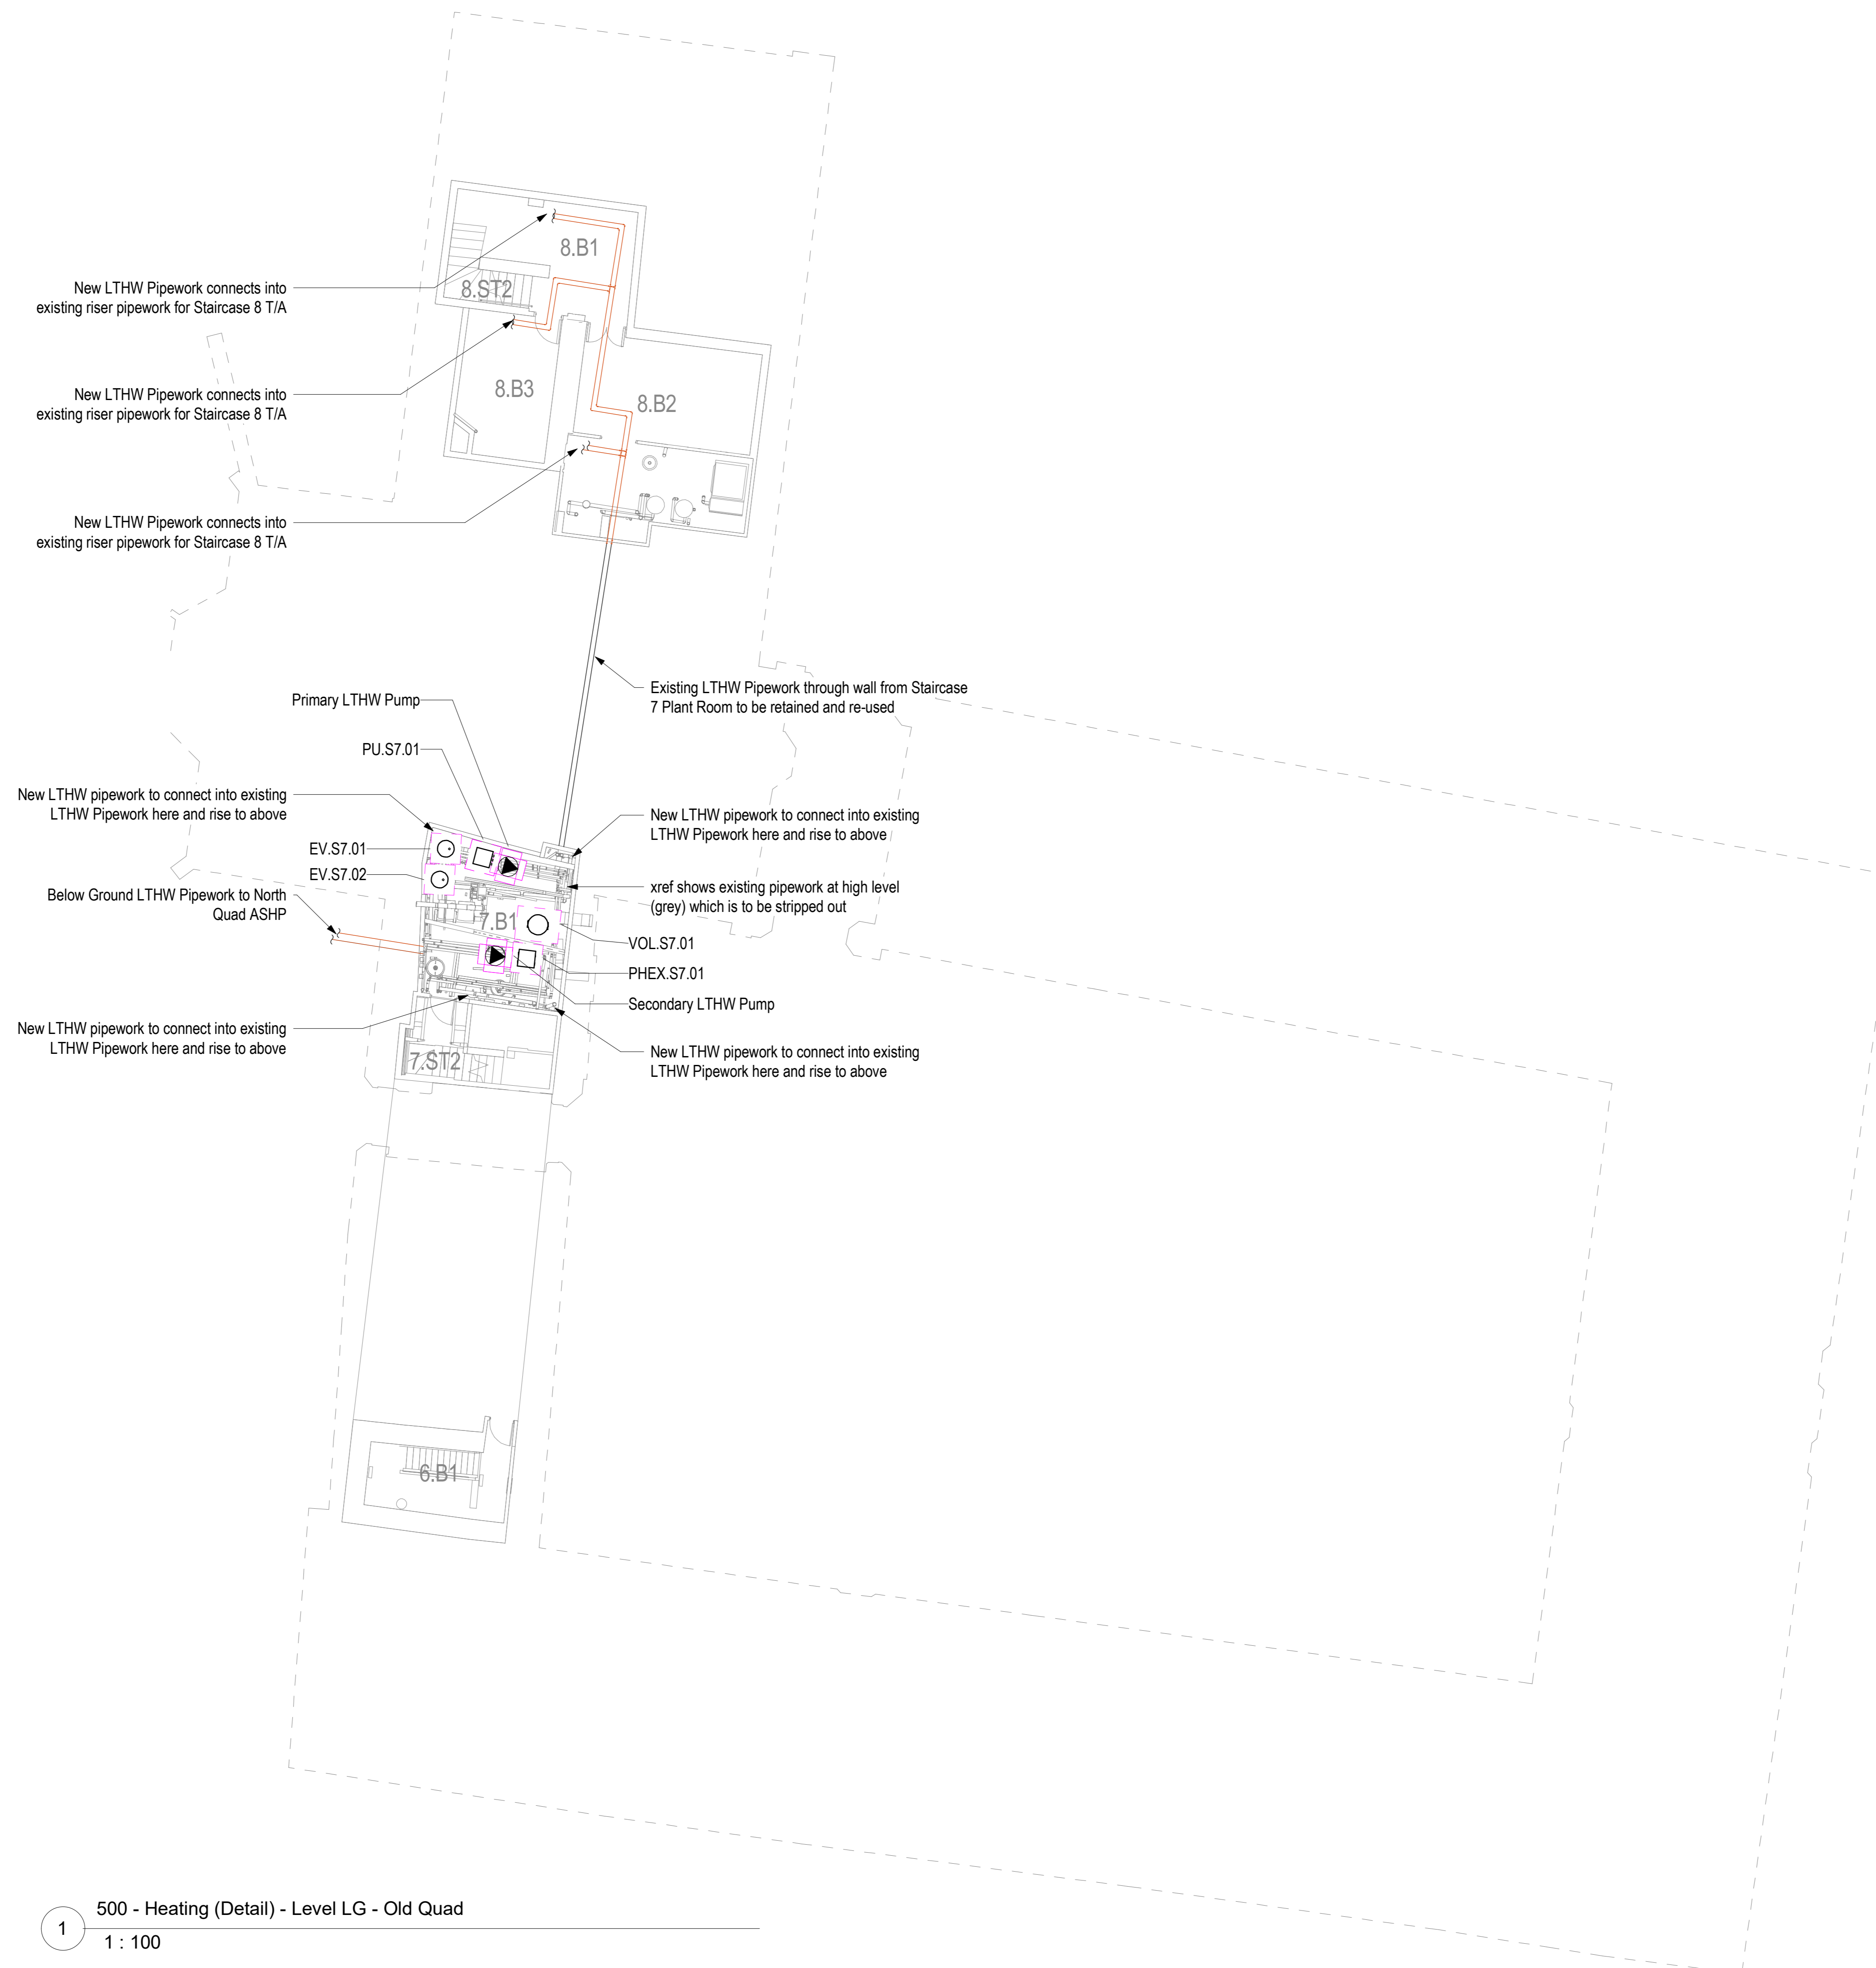 8.B1
8.ST2
New LTHW Pipework connects into
existing riser pipework for Staircase 8 T/A
8.B3
8.B2
New LTHW Pipework connects into
existing riser pipework for Staircase 8 T/A
New LTHW Pipework connects into
existing riser pipework for Staircase 8 T/A
Existing LTHW Pipework through wall from Staircase
7 Plant Room to be retained and re-used
Primary LTHW Pump
PU.S7.01
New LTHW pipework to connect into existing
LTHW Pipework here and rise to above
New LTHW pipework to connect into existing
LTHW Pipework here and rise to above
EV.S7.01
EV.S7.02
Below Ground LTHW Pipework to North
Quad ASHP
xref shows existing pipework at high level
(grey) which is to be stripped out
7.B1
VOL.S7.01
PHEX.S7.01
Secondary LTHW Pump
New LTHW pipework to connect into existing
LTHW Pipework here and rise to above
New LTHW pipework to connect into existing
LTHW Pipework here and rise to above
7.ST2
6.B1
1
500 - Heating (Detail) - Level LG - Old Quad
1 : 100